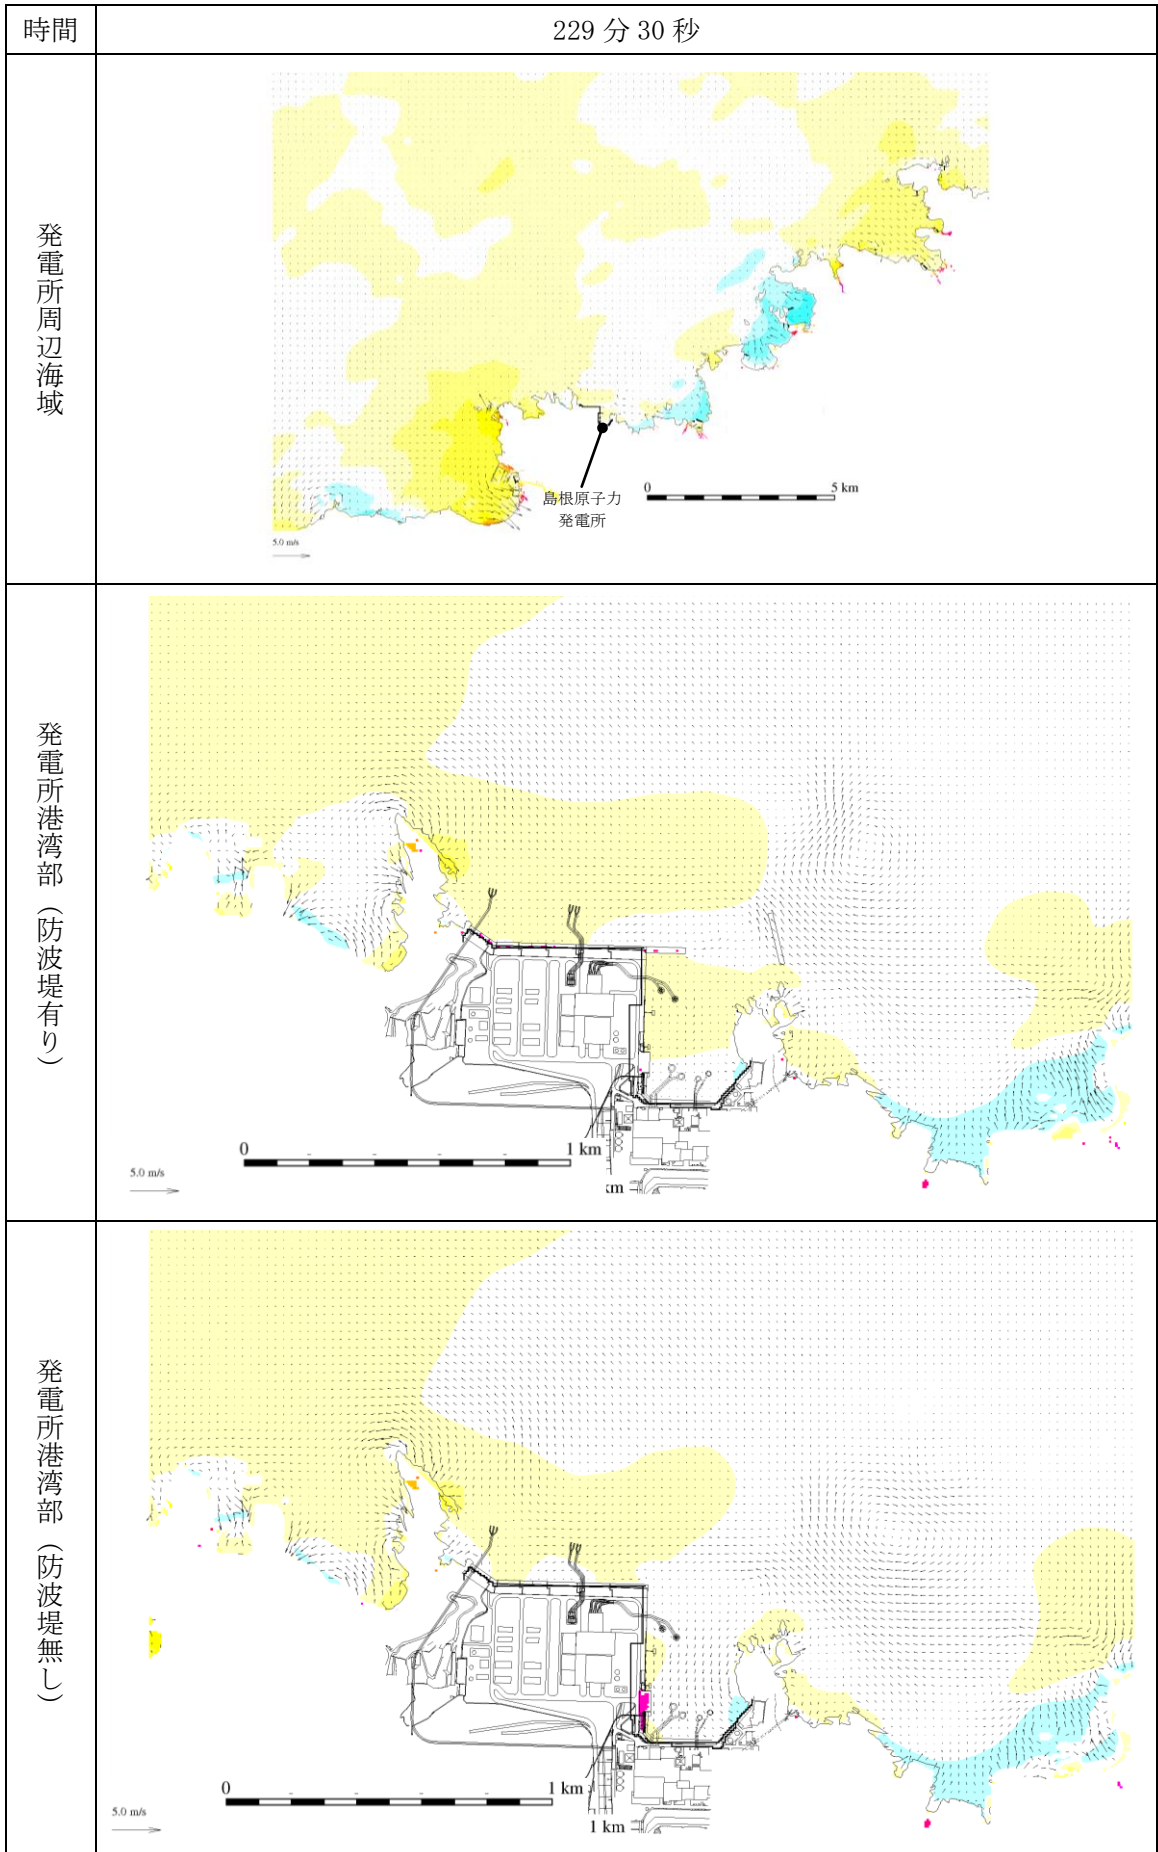 時間
229 分 30 秒
発電所周辺海域
島根原子力
発電所
0
5 km
5.0 m/s
発電所港湾部（防波堤有り）
0
1 km
5.0 m/s
km
発電所港湾部（防波堤無し）
0
1 km
5.0 m/s
1 km